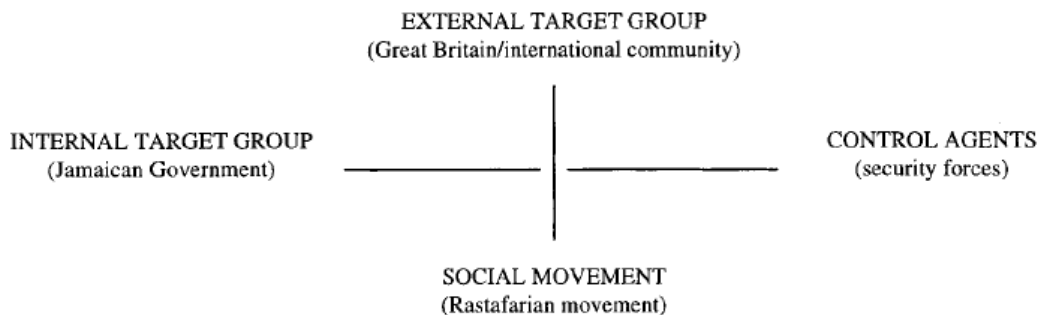 EXTERNAL TARGET GROUP
(Great Britain/international community)
INTERNAL TARGET GROUP
(Jamaican Government)
CONTROL AGENTS
(security forces)
SOCIAL MOVEMENT
(Rastafarian movement)